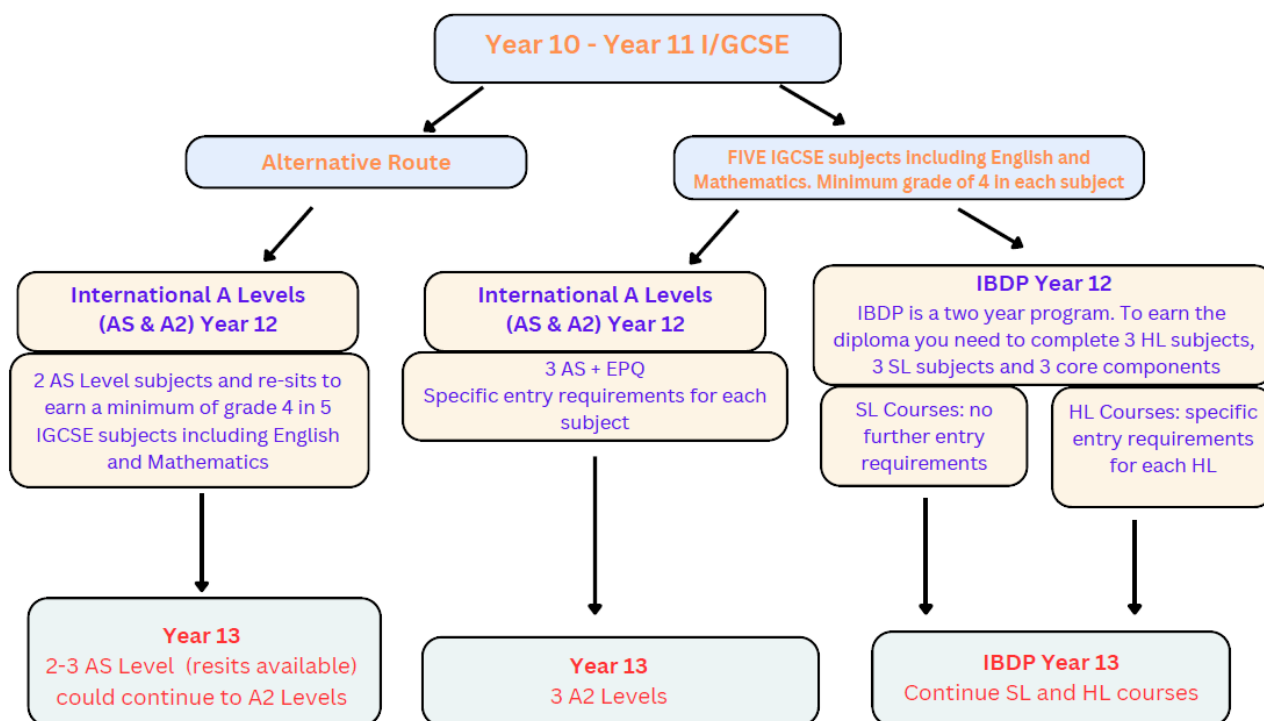 Year 10 - Year 11 I/GCSE
Alternative Route
FIVE IGCSE subjects including English and
Mathematics. Minimum grade of 4 in each subject
International A Levels
(AS & A2) Year 12
2 AS Level subjects and re-sits to
earn a minimum of grade 4 in 5
IGCSE subjects including English
and Mathematics
International A Levels
(AS & A2) Year 12
3 AS + EPQ
Specific entry requirements for each
subject
IBDP Year 12
IBDP is a two year program. To earn the
diploma you need to complete 3 HL subjects,
3 SL subjects and 3 core components
SL Courses: no
further entry
requirements
HL Courses: specific
entry requirements
for each HL
Year 13
2-3 AS Level (resits available)
could continue to A2 Levels
Year 13
3 A2 Levels
IBDP Year 13
Continue SL and HL courses